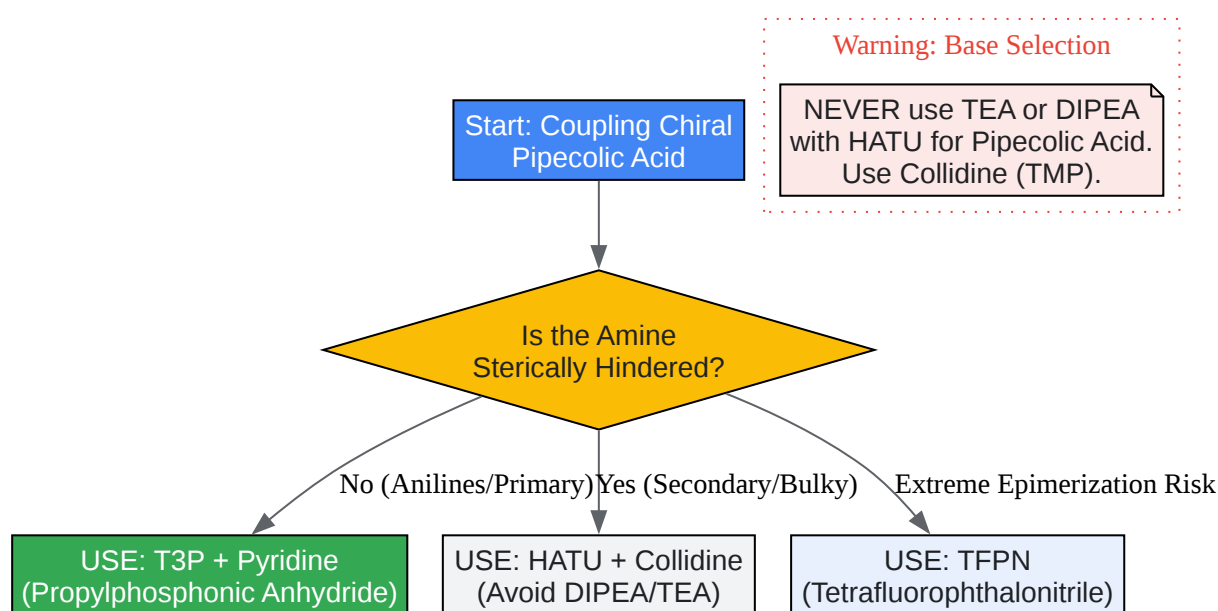 Warning: Base Selection
NEVER use TEA or DIPEA
with HATU for Pipecolic Acid.
Use Collidine (TMP).
Start: Coupling Chiral
Pipecolic Acid
Is the Amine
Sterically Hindered?
No (Anilines/Primary)
Yes (Secondary/Bulky)
Extreme Epimerization Risk
USE: T3P + Pyridine
(Propylphosphonic Anhydride)
USE: HATU + Collidine
(Avoid DIPEA/TEA)
USE: TFPN
(Tetrafluorophthalonitrile)